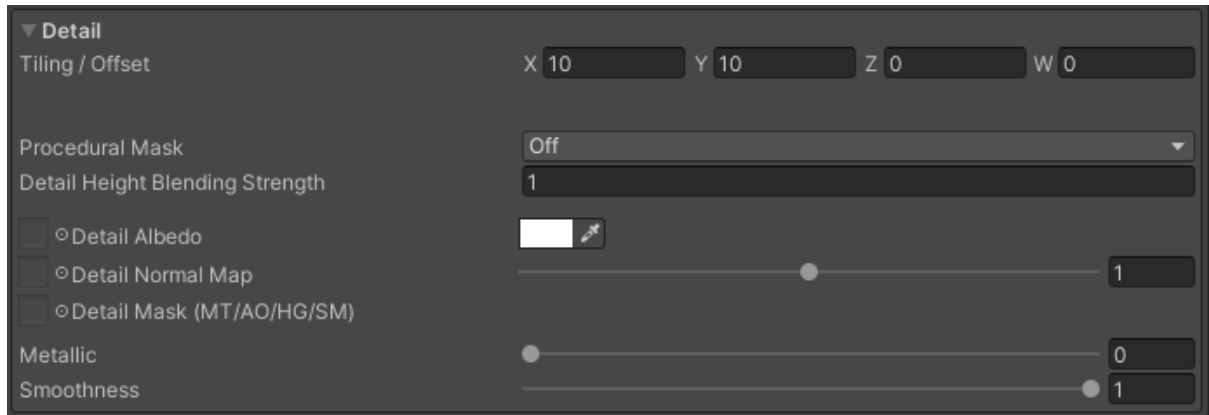 Detail
Tiling / Offset X 10 Y 10 Z 0 W 0
Procedural Mask Off
Detail Height Blending Strength 1
Detail Albedo
Detail Normal Map 1
Detail Mask (MT/AO/HG/SM)
Metallic 0
Smoothness 1